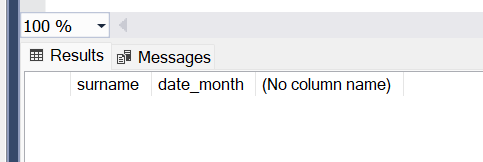 100 %
Results Messages
surname date_month (No column name)